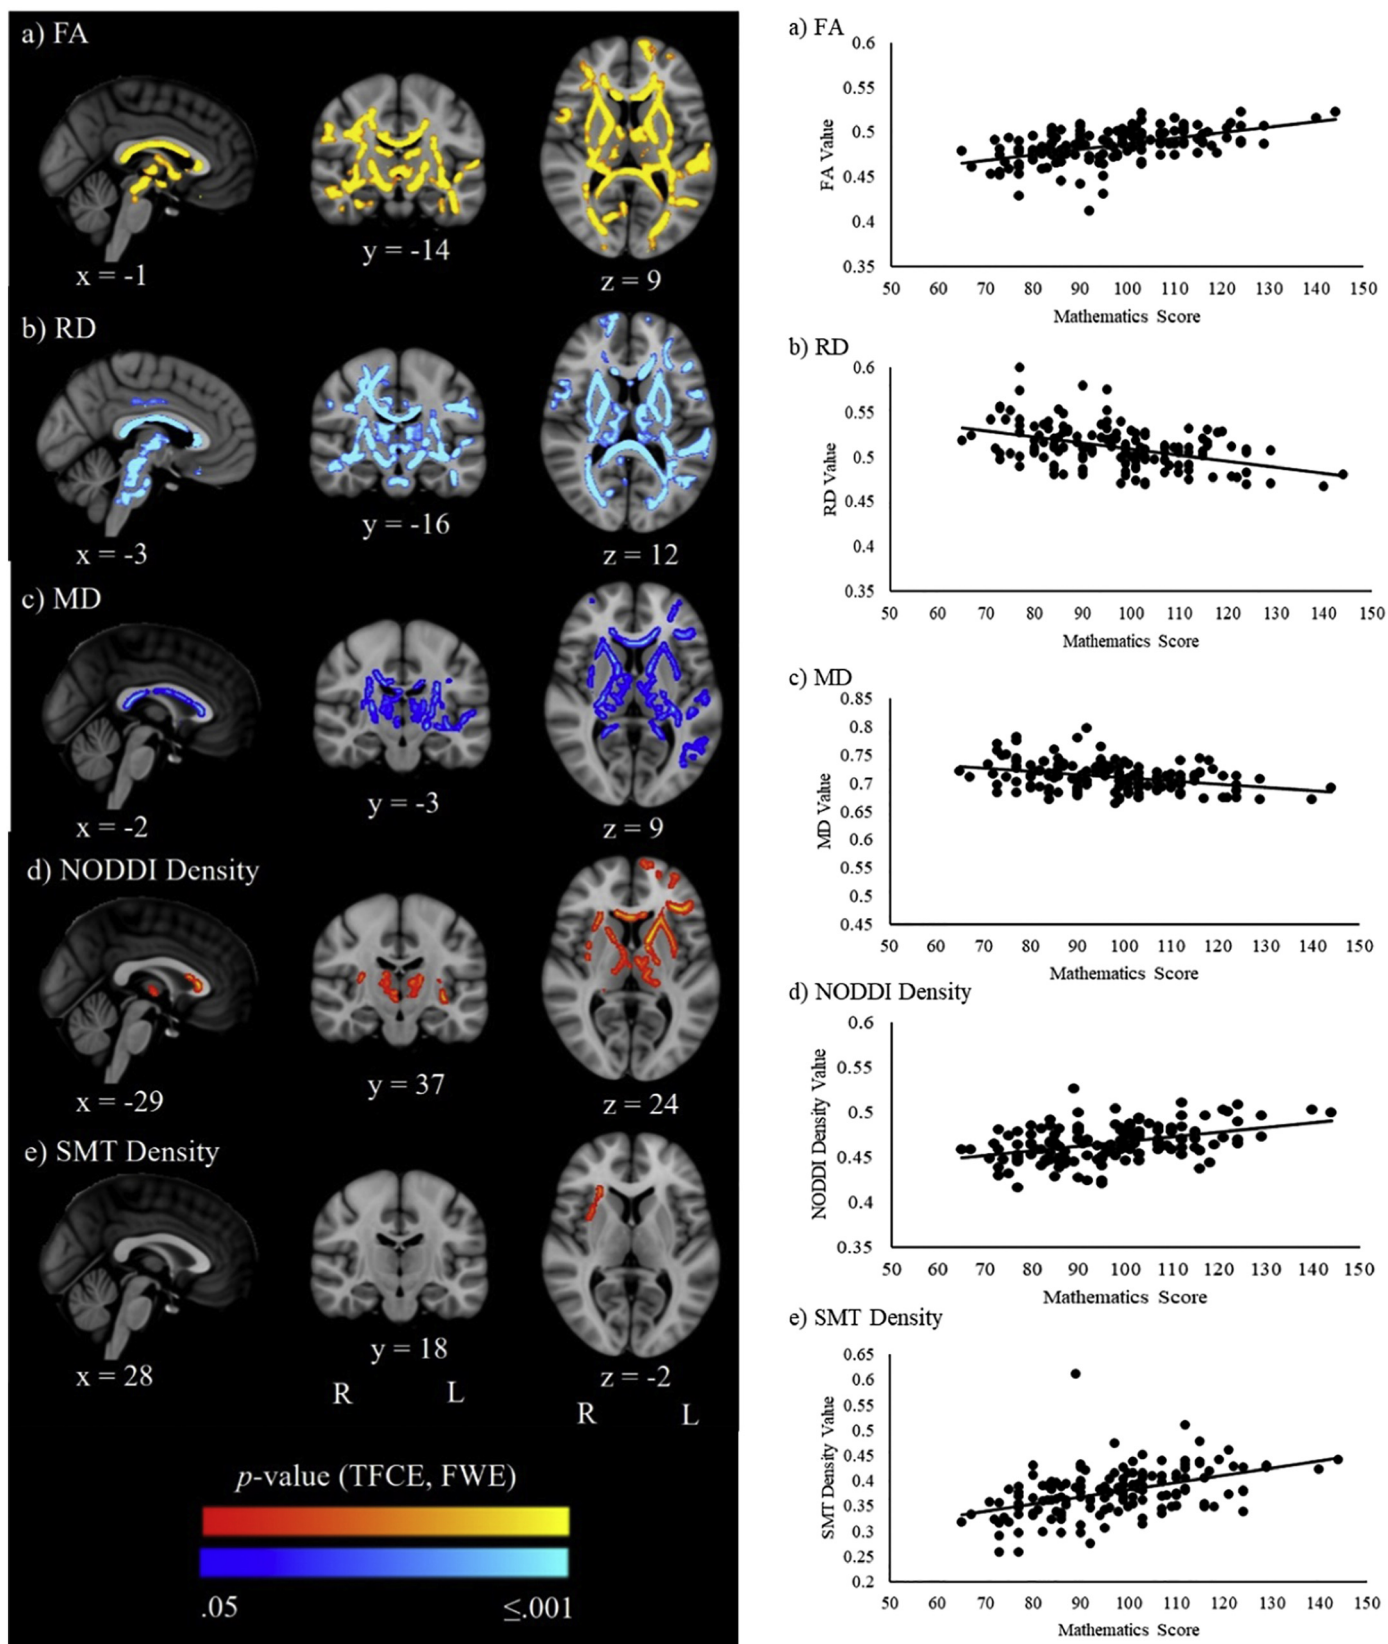 a) FA
x = -1
y = -14
z = 9
b) RD
x = -3
y = -16
z = 12
c) MD
x = -2
y = -3
z = 9
d) NODDI Density
x = -29
y = 37
z = 24
e) SMT Density
x = 28
y = 18
z = -2
R L
R L
p-value (TFCE, FWE)
.05 ≤.001
a) FA
FA Value
0.6
0.55
0.5
0.45
0.4
0.35
50 60 70 80 90 100 110 120 130 140 150
Mathematics Score
b) RD
RD Value
0.6
0.55
0.5
0.45
0.4
0.35
50 60 70 80 90 100 110 120 130 140 150
Mathematics Score
c) MD
MD Value
0.85
0.8
0.75
0.7
0.65
0.6
0.55
0.5
0.45
50 60 70 80 90 100 110 120 130 140 150
Mathematics Score
d) NODDI Density
NODDI Density Value
0.6
0.55
0.5
0.45
0.4
0.35
50 60 70 80 90 100 110 120 130 140 150
Mathematics Score
e) SMT Density
SMT Density Value
0.65
0.6
0.55
0.5
0.45
0.4
0.35
0.3
0.25
0.2
50 60 70 80 90 100 110 120 130 140 150
Mathematics Score